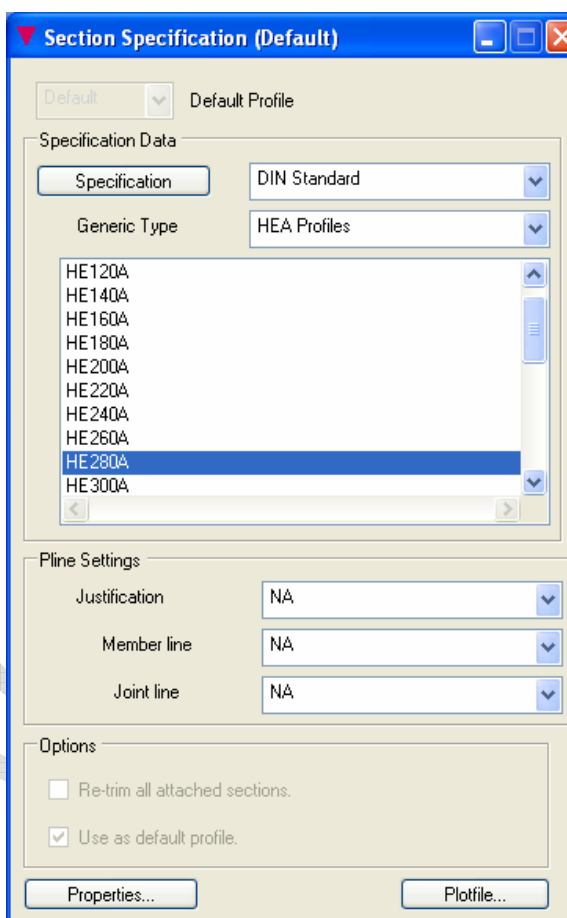 Section Specification (Default)
Default Default Profile
Specification Data
Specification DIN Standard
Generic Type HEA Profiles
HE120A
HE140A
HE160A
HE180A
HE200A
HE220A
HE240A
HE260A
HE280A
HE300A
Pline Settings
Justification NA
Member line NA
Joint line NA
Options
Re-trim all attached sections.
Use as default profile.
Properties... Plotfile...